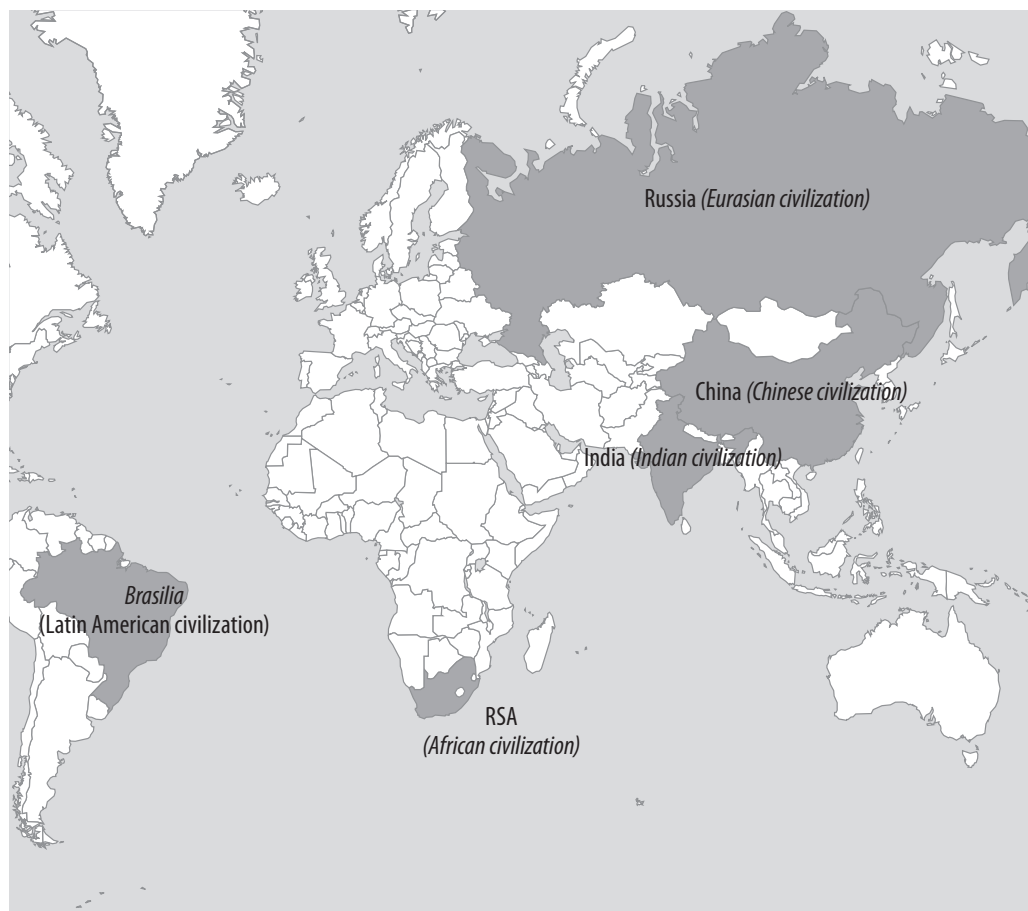 Russia (Eurasian civilization)
China (Chinese civilization)
India (Indian civilization)
Brasilia
(Latin American civilization)
RSA
(African civilization)